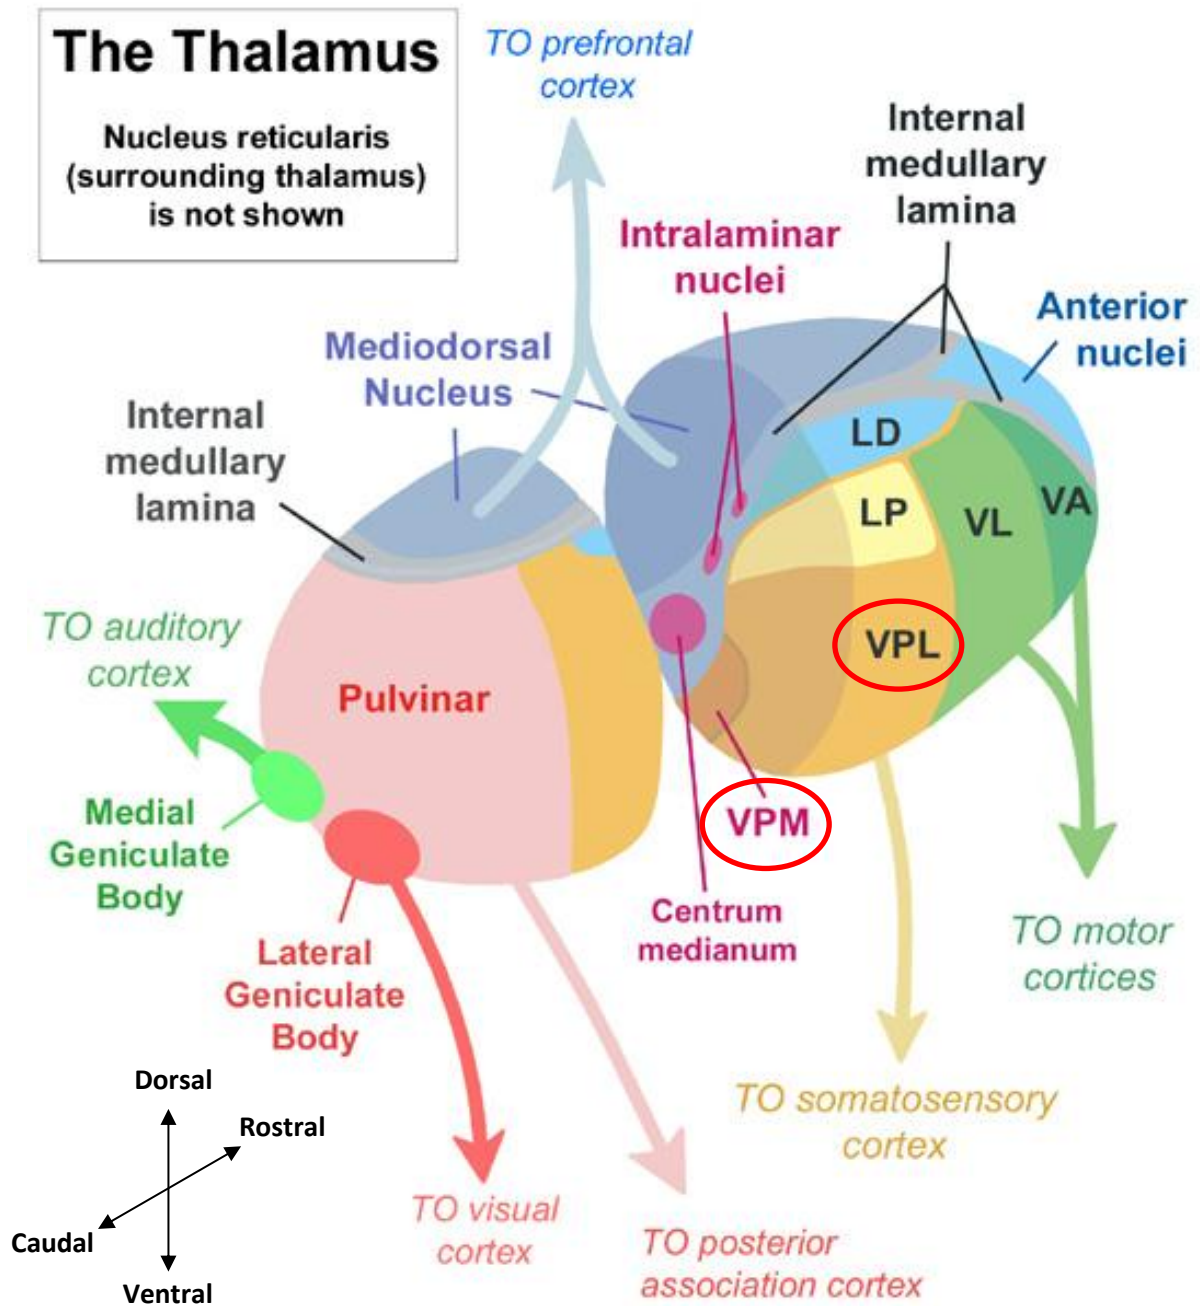 The Thalamus
Nucleus reticularis
(surrounding thalamus)
is not shown
TO prefrontal
cortex
Internal
medullary
lamina
Intralaminar
nuclei
Anterior
nuclei
Mediodorsal
Nucleus
Internal
medullary
lamina
LD
LP
VL
VA
TO auditory
cortex
VPL
Pulvinar
Medial
Geniculate
Body
VPM
Centrum
medianum
Lateral
Geniculate
Body
TO motor
cortices
Dorsal
Rostral
Caudal
Ventral
TO somatosensory
cortex
TO visual
cortex
TO posterior
association cortex